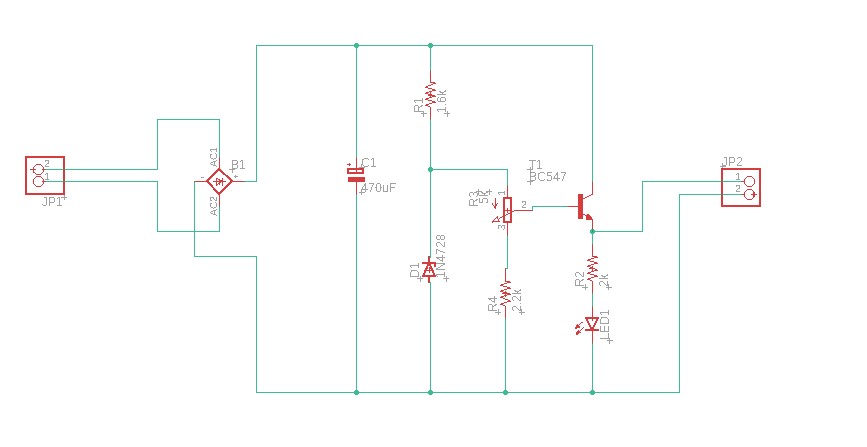 2
1
JP1
AC1
B1
-
+
AC2
+
C1
470uF
R1
1.6k
D1
1N4728
R3
5k
1
2
3
R4
2.2k
T1
BC547
R2
2k
LED1
JP2
1
2